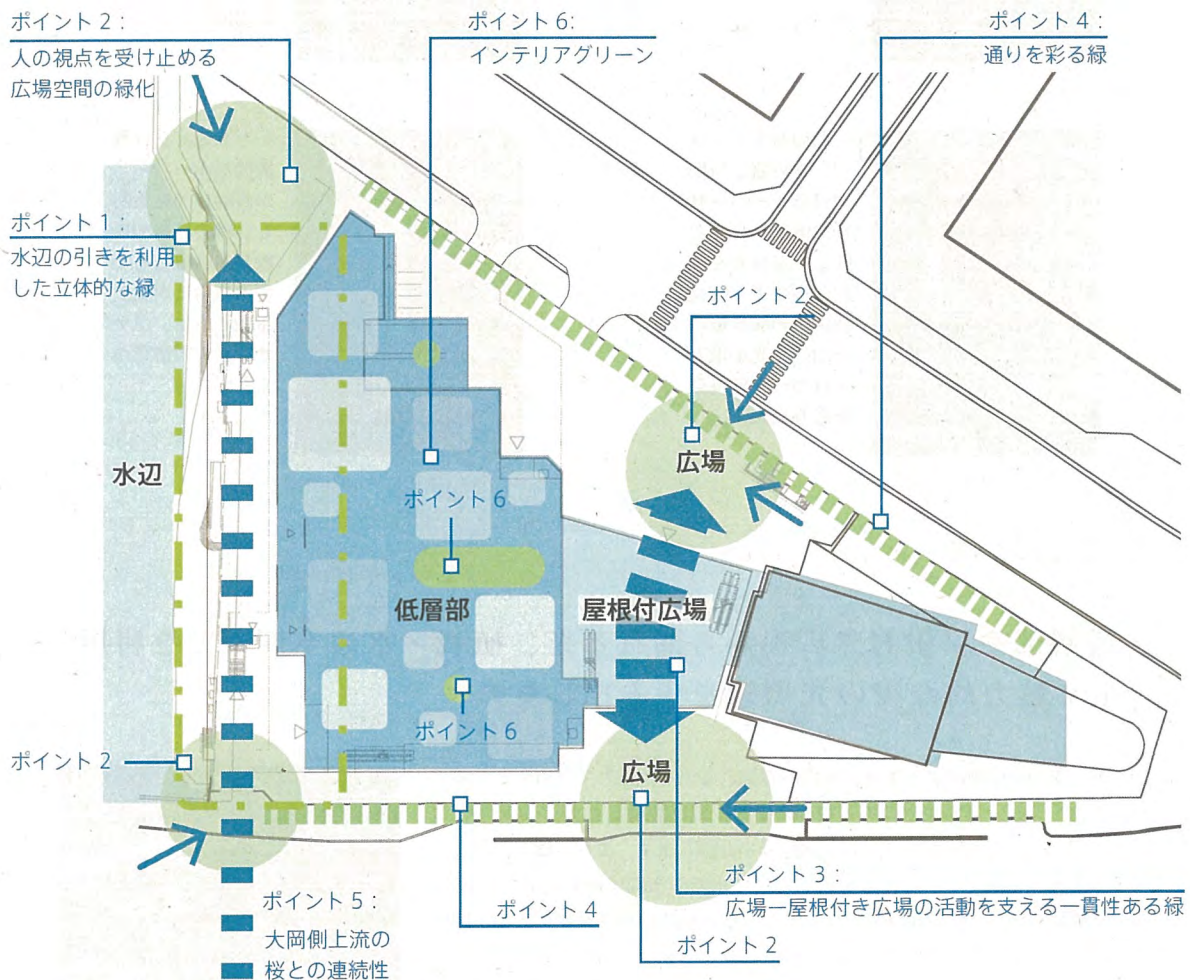 ポイント 2：
人の視点を受け止める
広場空間の緑化
ポイント 6：
インテリアグリーン
ポイント 4：
通りを彩る緑
ポイント 1：
水辺の引きを利用
した立体的な緑
ポイント 2
水辺
広場
ポイント 6
低層部
屋根付広場
ポイント 6
ポイント 2
広場
ポイント 3：
広場ー屋根付き広場の活動を支える一貫性ある緑
ポイント 5：
大岡側上流の
桜との連続性
ポイント 4
ポイント 2